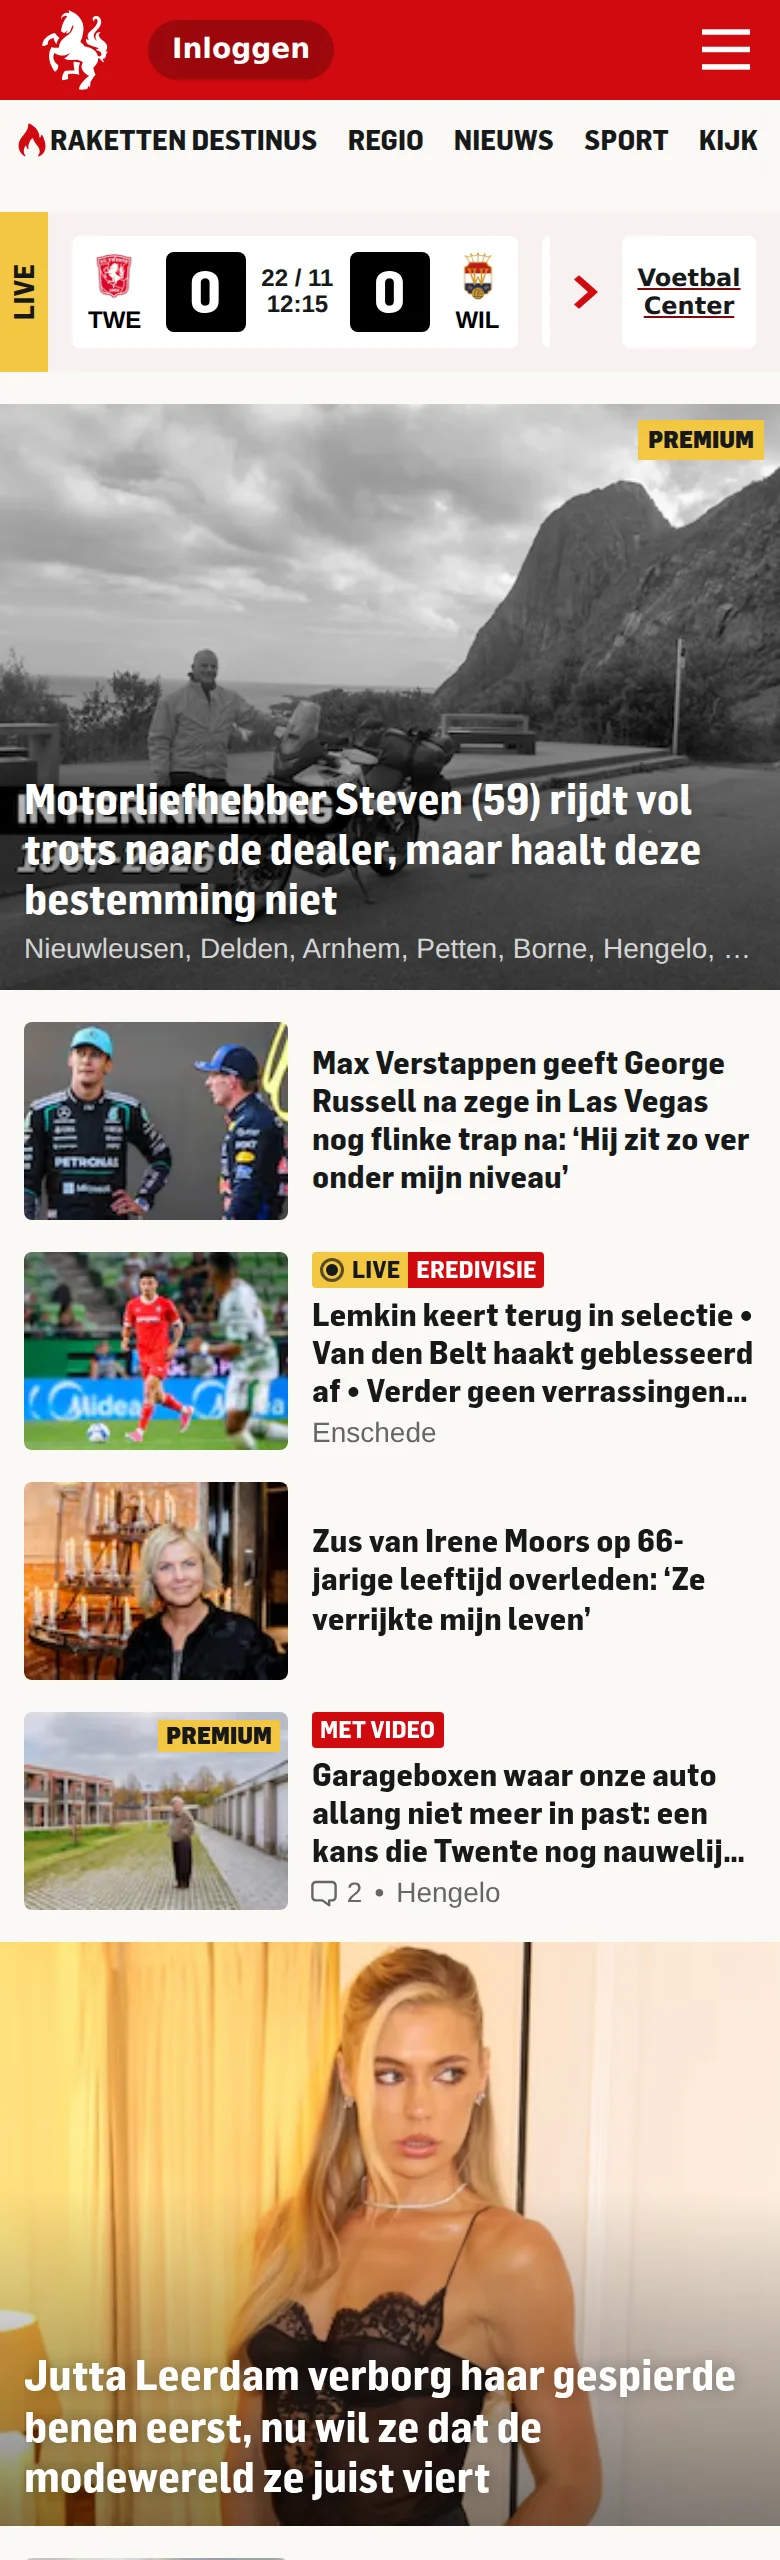 Inloggen
RAKETTEN DESTINUS REGIO NIEUWS SPORT KIJK
LIVE
TWE
0
22 / 11
12:15
0
WIL
Voetbal
Center
PREMIUM
Motorliefhebber Steven (59) rijdt vol
trots naar de dealer, maar haalt deze
bestemming niet
Nieuwleusen, Delden, Arnhem, Petten, Borne, Hengelo, …
PETRONAS
Max Verstappen geeft George
Russell na zege in Las Vegas
nog flinke trap na: ‘Hij zit zo ver
onder mijn niveau’
Midea
LIVE EREDIVISIE
Lemkin keert terug in selectie •
Van den Belt haakt geblesseerd
af • Verder geen verrassingen...
Enschede
Zus van Irene Moors op 66-
jarige leeftijd overleden: ‘Ze
verrijkte mijn leven’
PREMIUM
MET VIDEO
Garageboxen waar onze auto
allang niet meer in past: een
kans die Twente nog nauwelij...
2 • Hengelo
Jutta Leerdam verborg haar gespierde
benen eerst, nu wil ze dat de
modewereld ze juist viert